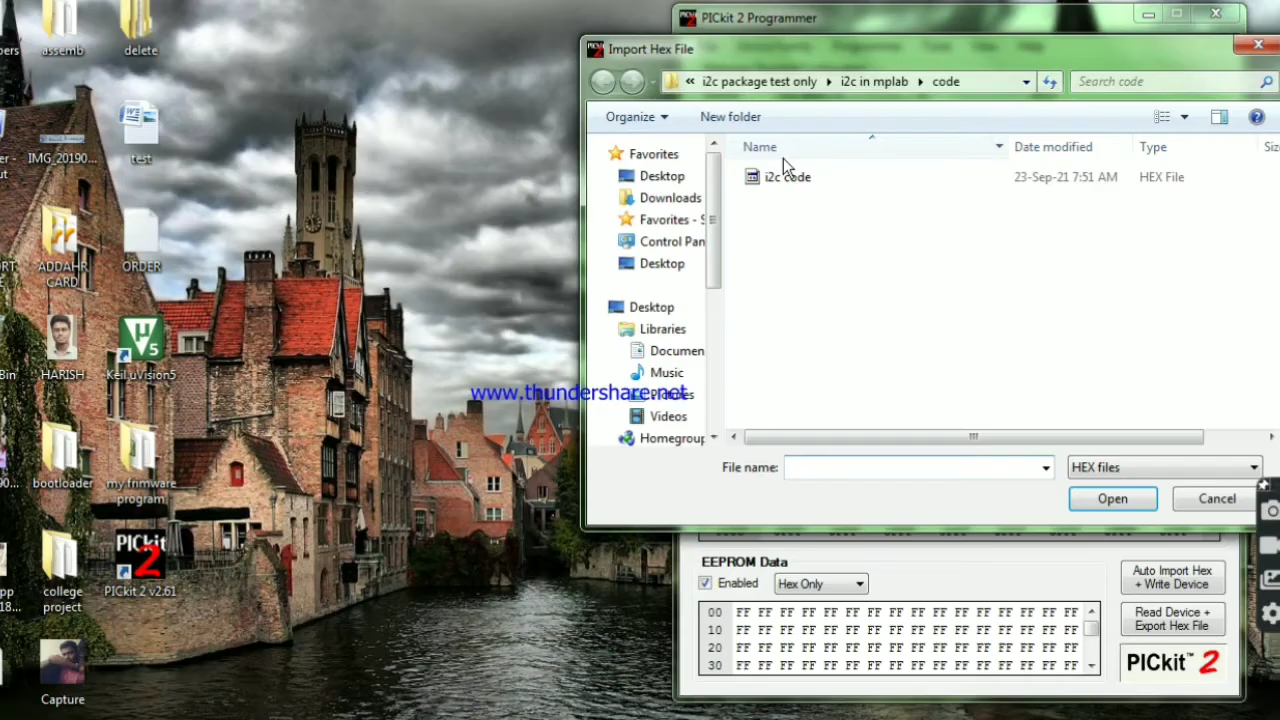 assemb
delete
test
IMG_20190...
ADDAHR
CARD
ORDER
HARISH
Keil uVision5
bootloader
my frimware
program
PICkit
2
college
project
PICkit 2 v2.61
Capture
PICkit 2 Programmer
Import Hex File
« i2c package test only
i2c in mplab
code
Search code
Organize
New folder
Name
Date modified
Type
i2c code
23-Sep-21 7:51 AM
HEX File
Favorites
Desktop
Downloads
Favorites - S
Control Pan
Desktop
Desktop
Libraries
Documen
Music
Pictures
Videos
Homegroup
www.thundershare.net
File name:
HEX files
Open
Cancel
EEPROM Data
Enabled
Hex Only
Auto Import Hex
+ Write Device
Read Device +
Export Hex File
00 FF FF FF FF FF FF FF FF FF FF FF FF FF FF FF FF
10 FF FF FF FF FF FF FF FF FF FF FF FF FF FF FF FF
20 FF FF FF FF FF FF FF FF FF FF FF FF FF FF FF FF
30 FF FF FF FF FF FF FF FF FF FF FF FF FF FF FF FF
PICkit™ 2